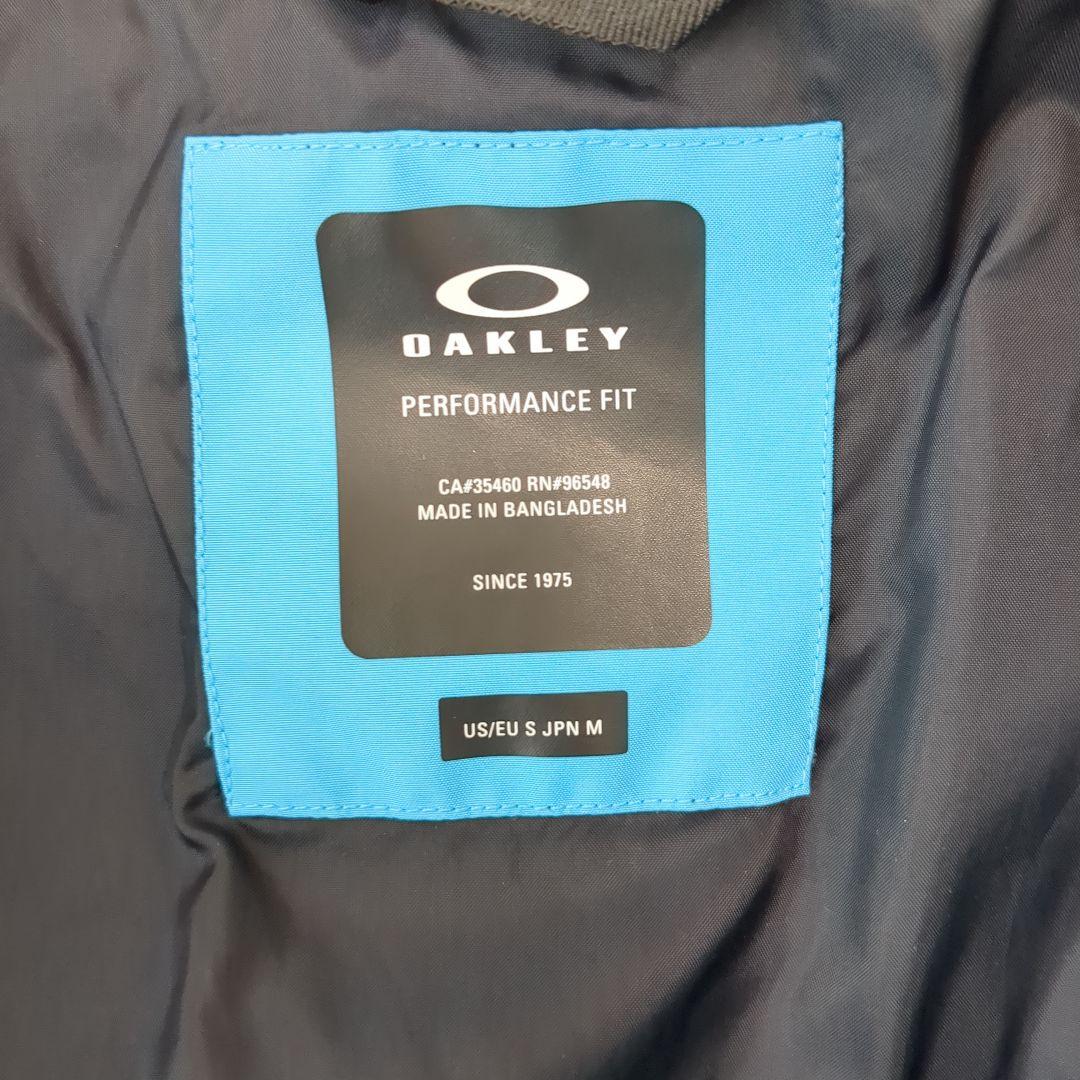 OAKLEY
PERFORMANCE FIT
CA#35460 RN#96548
MADE IN BANGLADESH
SINCE 1975
US/EU S JPN M